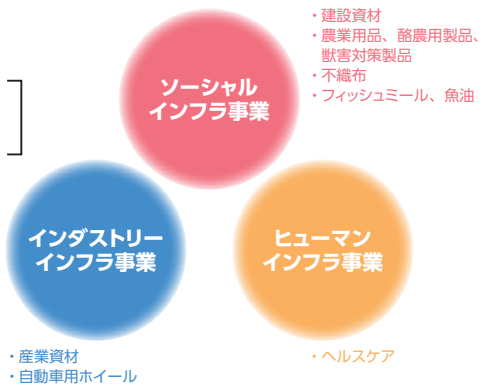 ・建設資材
・農業用品、酪農用製品、
獣害対策製品
・不織布
・フィッシュミール、魚油
ソーシャル
インフラ事業
インダストリー
インフラ事業
ヒューマン
インフラ事業
・産業資材
・自動車用ホイール
・ヘルスケア